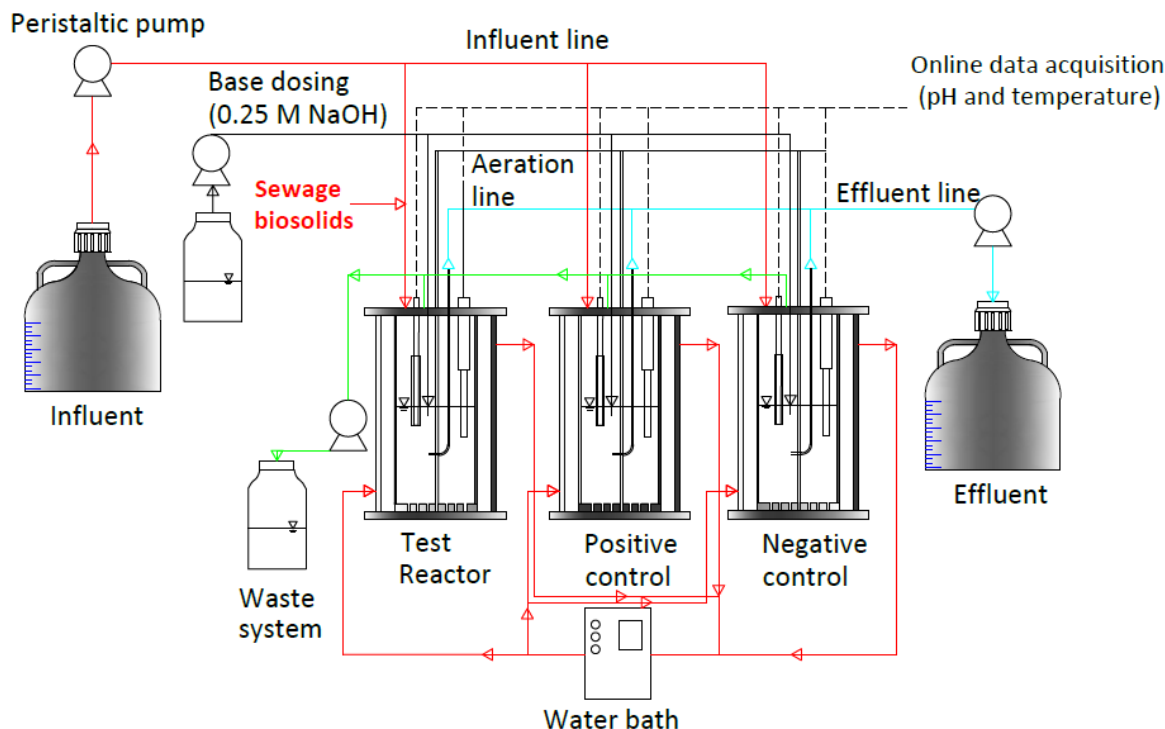 Peristaltic pump
Influent line
Online data acquisition
(pH and temperature)
Base dosing
(0.25 M NaOH)
Aeration
line
Sewage
biosolids
Effluent line
Influent
Effluent
Test
Reactor
Positive
control
Negative
control
Waste
system
Water bath